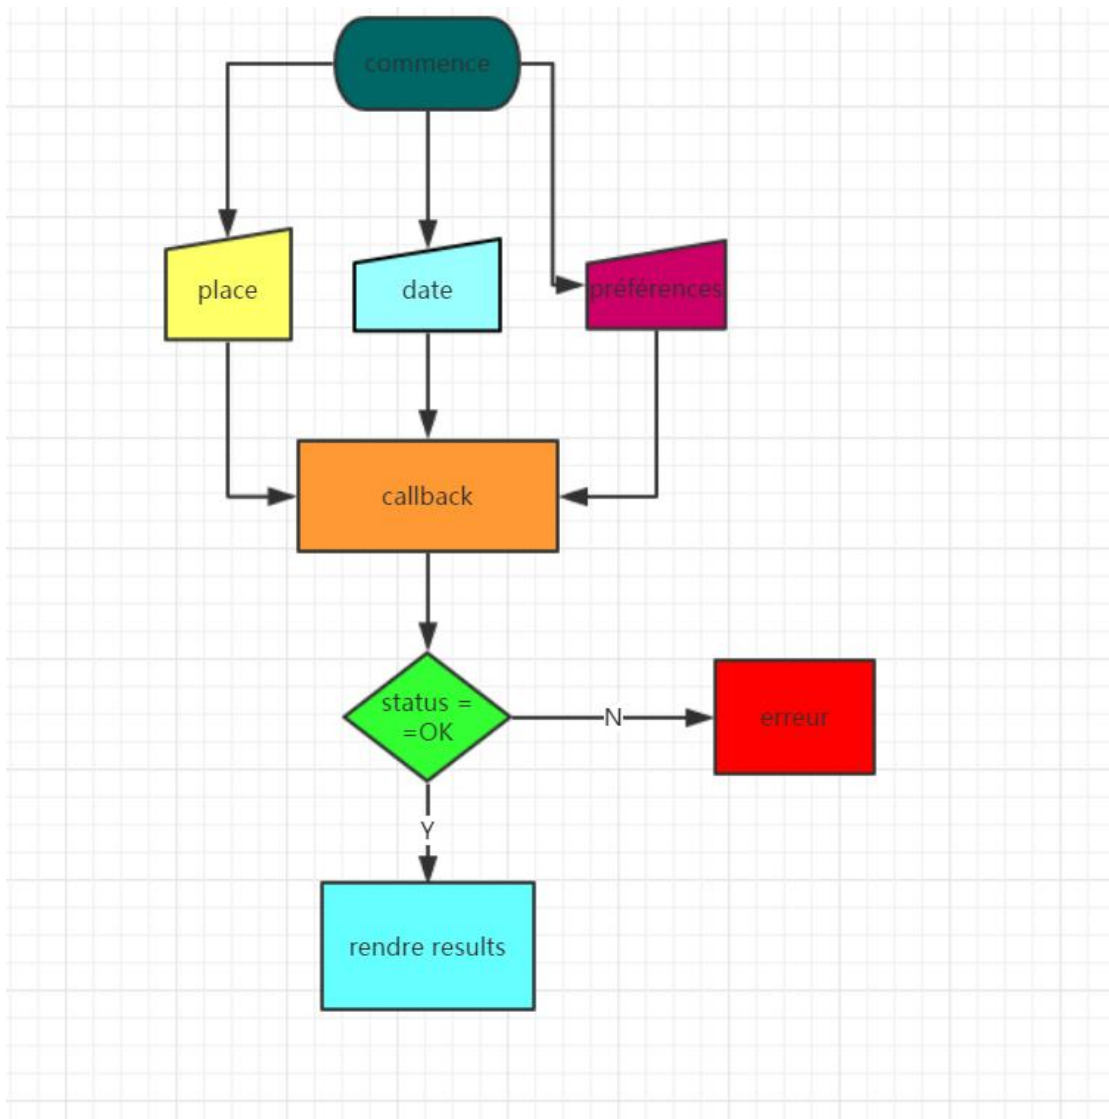 commence
place
date
préférences
callback
status =
=OK
N
erreur
Y
rendre results